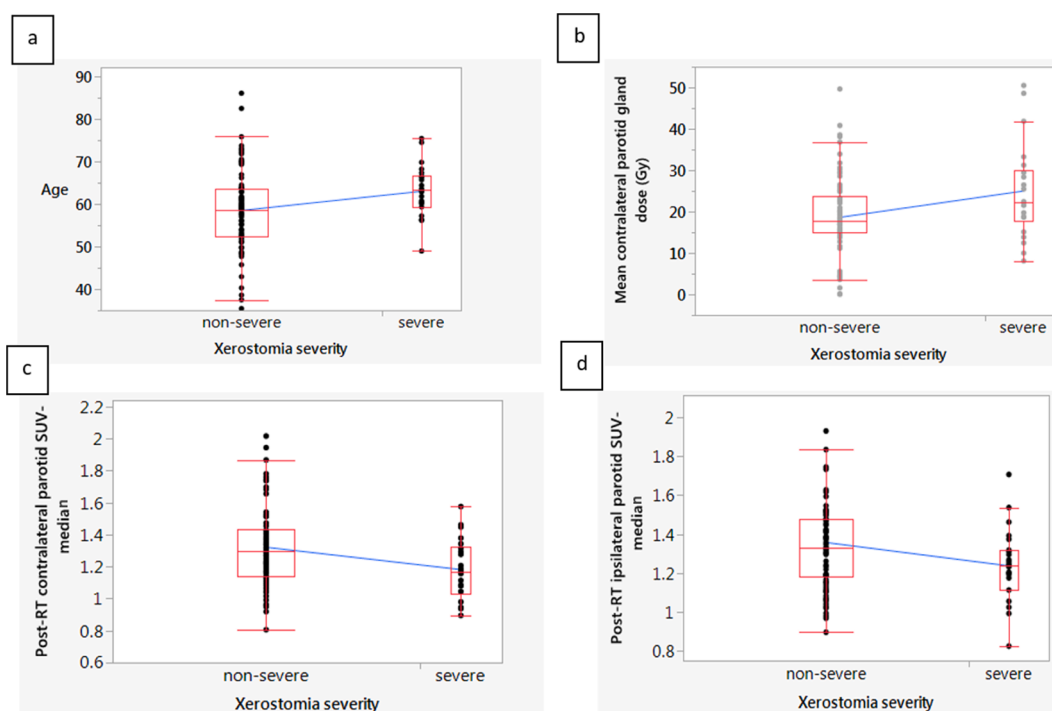 a
90
80
70
Age
60
50
40
non-severe
severe
Xerostomia severity
b
50
40
30
20
10
0
Mean contralateral parotid gland
dose (Gy)
non-severe
severe
Xerostomia severity
c
2.2
2
1.8
1.6
1.4
1.2
1
0.8
0.6
Post-RT contralateral parotid SUV-
median
non-severe
severe
Xerostomia severity
d
2
1.8
1.6
1.4
1.2
1
0.8
Post-RT ipsilateral parotid SUV-
median
non-severe
severe
Xerostomia severity